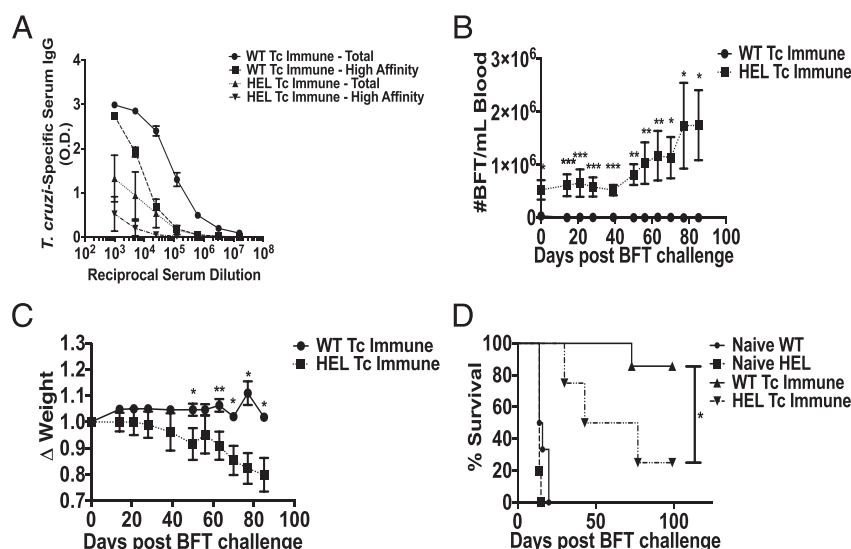 A
T. cruzi-Specific Serum IgG
(O.D.)
4
3
2
1
0
10² 10³ 10⁴ 10⁵ 10⁶ 10⁷ 10⁸
Reciprocal Serum Dilution
WT Tc Immune - Total
WT Tc Immune - High Affinity
HEL Tc Immune - Total
HEL Tc Immune - High Affinity
B
#BFT/mL Blood
3×10⁶
2×10⁶
1×10⁶
0
* *** *** *** *** ** ** ** * * *
0 20 40 60 80 100
Days post BFT challenge
WT Tc Immune
HEL Tc Immune
C
Δ Weight
1.3
1.2
1.1
1.0
0.9
0.8
0.7
* ** * * *
0 20 40 60 80 100
Days post BFT challenge
WT Tc Immune
HEL Tc Immune
D
% Survival
100
80
60
40
20
0
0 50 100
Days post BFT challenge
Naive WT
Naive HEL
WT Tc Immune
HEL Tc Immune
*